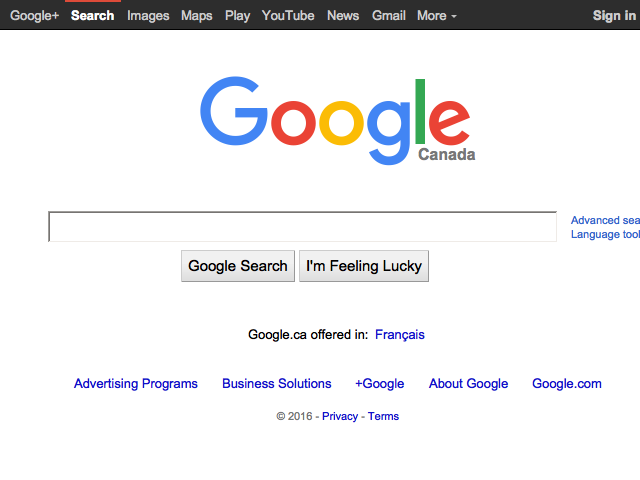 Google+ Search Images Maps Play YouTube News Gmail More Sign in
Google
Canada
Advanced sea
Language tool
Google Search I'm Feeling Lucky
Google.ca offered in: Français
Advertising Programs Business Solutions +Google About Google Google.com
© 2016 - Privacy - Terms